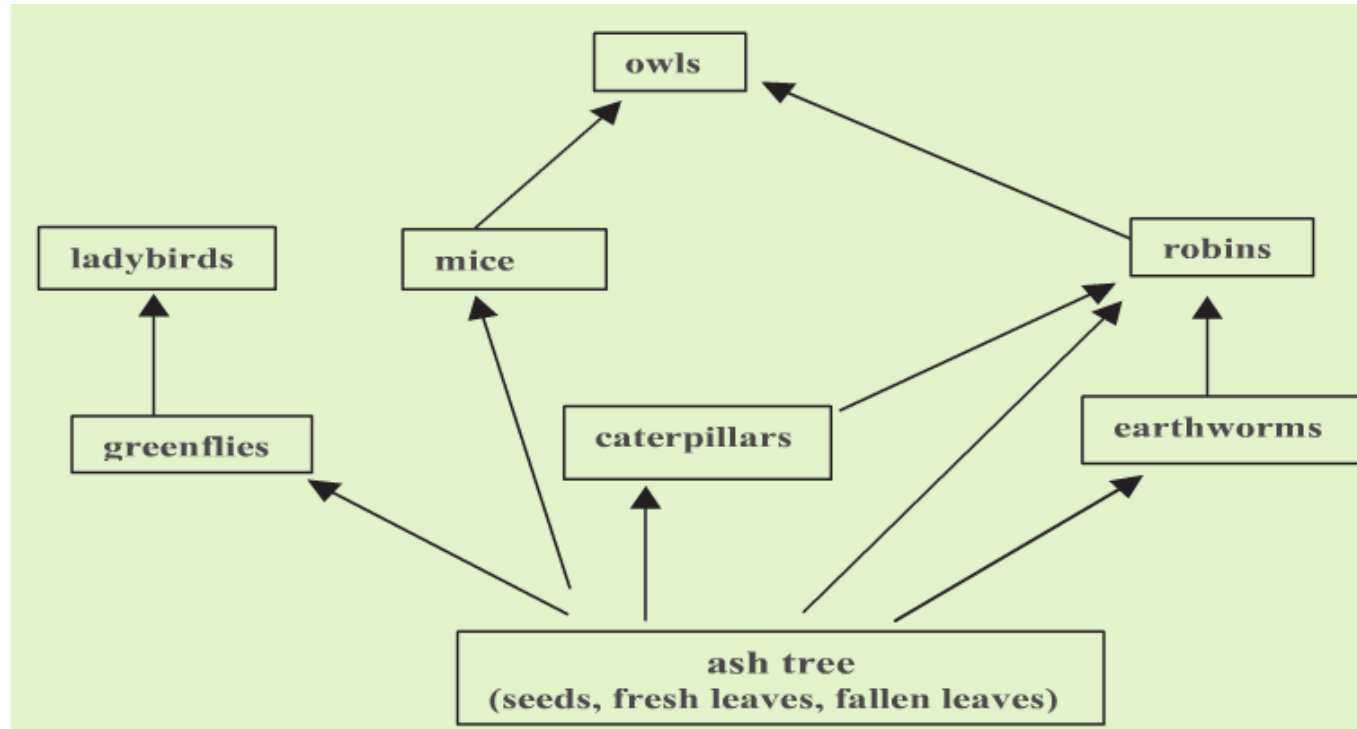 owls
ladybirds
mice
robins
greenflies
caterpillars
earthworms
ash tree
(seeds, fresh leaves, fallen leaves)